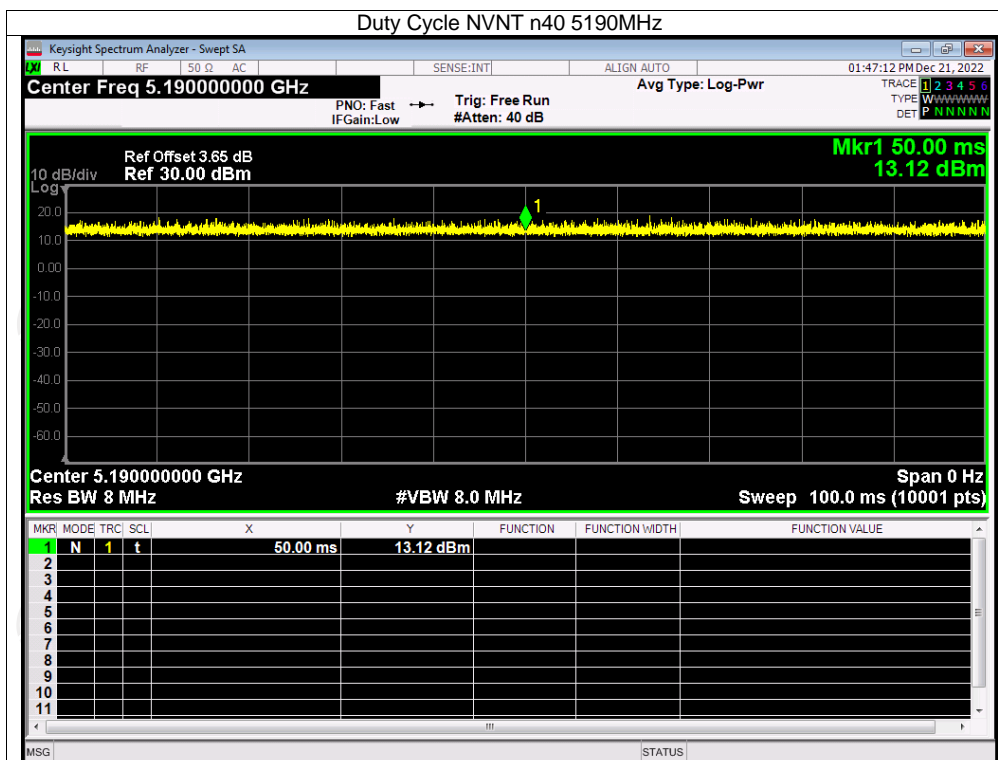 Duty Cycle NVNT n40 5190MHz
Keysight Spectrum Analyzer - Swept SA
LXI RL RF 50 Ω AC SENSE:INT ALIGN AUTO 01:47:12 PM Dec 21, 2022
Center Freq 5.190000000 GHz Avg Type: Log-Pwr TRACE 1 2 3 4 5 6
PNO: Fast Trig: Free Run TYPE WWWWWW
IFGain:Low #Atten: 40 dB DET P N N N N N
Mkr1 50.00 ms
Ref Offset 3.65 dB
10 dB/div Ref 30.00 dBm 13.12 dBm
Log
1
20.0
10.0
0.00
-10.0
-20.0
-30.0
-40.0
-50.0
-60.0
Center 5.190000000 GHz Span 0 Hz
Res BW 8 MHz #VBW 8.0 MHz Sweep 100.0 ms (10001 pts)
MKR MODE TRC SCL X Y FUNCTION FUNCTION WIDTH FUNCTION VALUE
1 N 1 t 50.00 ms 13.12 dBm
2
3
4
5
6
7
8
9
10
11
MSG STATUS